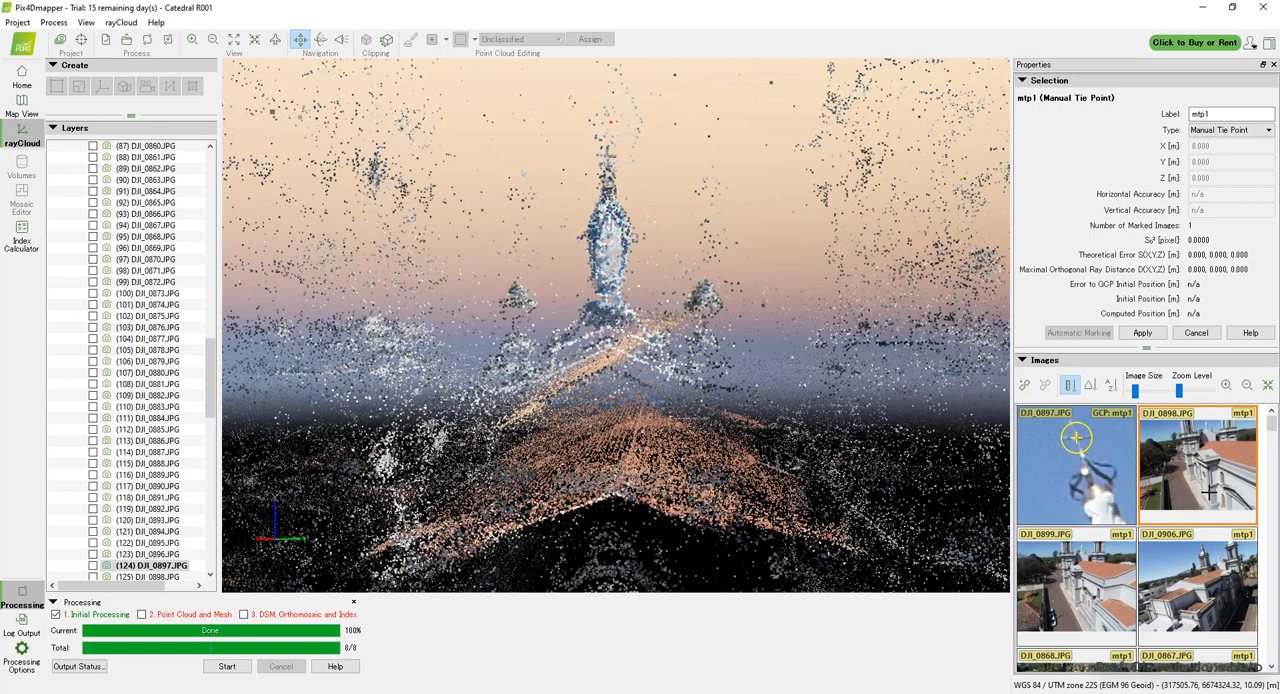 Pix4Dmapper - Trial: 15 remaining day(s) - Catedral R001
Project Process View rayCloud Help
Project Process View Navigation Clipping Point Cloud Editing
Unclassified Assign
Click to Buy or Rent
Home
Map View
rayCloud
Volumes
Mosaic Editor
Index Calculator
Create
Layers
(87) DJI_0860.JPG
(88) DJI_0861.JPG
(89) DJI_0862.JPG
(90) DJI_0863.JPG
(91) DJI_0864.JPG
(92) DJI_0865.JPG
(93) DJI_0866.JPG
(94) DJI_0867.JPG
(95) DJI_0868.JPG
(96) DJI_0869.JPG
(97) DJI_0870.JPG
(98) DJI_0871.JPG
(99) DJI_0872.JPG
(100) DJI_0873.JPG
(101) DJI_0874.JPG
(102) DJI_0875.JPG
(103) DJI_0876.JPG
(104) DJI_0877.JPG
(105) DJI_0878.JPG
(106) DJI_0879.JPG
(107) DJI_0880.JPG
(108) DJI_0881.JPG
(109) DJI_0882.JPG
(110) DJI_0883.JPG
(111) DJI_0884.JPG
(112) DJI_0885.JPG
(113) DJI_0886.JPG
(114) DJI_0887.JPG
(115) DJI_0888.JPG
(116) DJI_0889.JPG
(117) DJI_0890.JPG
(118) DJI_0891.JPG
(119) DJI_0892.JPG
(120) DJI_0893.JPG
(121) DJI_0894.JPG
(122) DJI_0895.JPG
(123) DJI_0896.JPG
(124) DJI_0897.JPG
(125) DJI_0898.JPG
Processing
Log Output
Processing Options
Processing
1. Initial Processing 2. Point Cloud and Mesh 3. DSM, Orthomosaic and Index
Current: Done. 100%
Total: 8/8
Output Status... Start Cancel Help
Properties
Selection
mtp1 (Manual Tie Point)
Label: mtp1
Type: Manual Tie Point
X [m]: 0.000
Y [m]: 0.000
Z [m]: 0.000
Horizontal Accuracy [m]: n/a
Vertical Accuracy [m]: n/a
Number of Marked Images: 1
S₀² [pixel]: 0.0000
Theoretical Error S(X,Y,Z) [m]: 0.000, 0.000, 0.000
Maximal Orthogonal Ray Distance D(X,Y,Z) [m]: 0.000, 0.000, 0.000
Error to GCP Initial Position [m]: n/a
Initial Position [m]: n/a
Computed Position [m]: n/a
Automatic Marking Apply Cancel Help
Images
Image Size Zoom Level
DJI_0897.JPG GCP: mtp1 DJI_0898.JPG mtp1
DJI_0899.JPG mtp1 DJI_0906.JPG mtp1
DJI_0868.JPG mtp1 DJI_0867.JPG mtp1
WGS 84 / UTM zone 22S (EGM 96 Geoid) - (317505.76, 6674324.32, 10.09) [m]